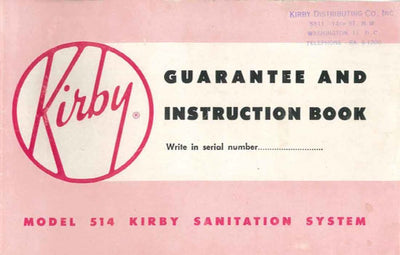 KIRBY DISTRIBUTING CO., INC.
WASHINGTON 11, D. C.
Kirby ®
GUARANTEE AND
INSTRUCTION BOOK
Write in serial number............................
MODEL 514 KIRBY SANITATION SYSTEM